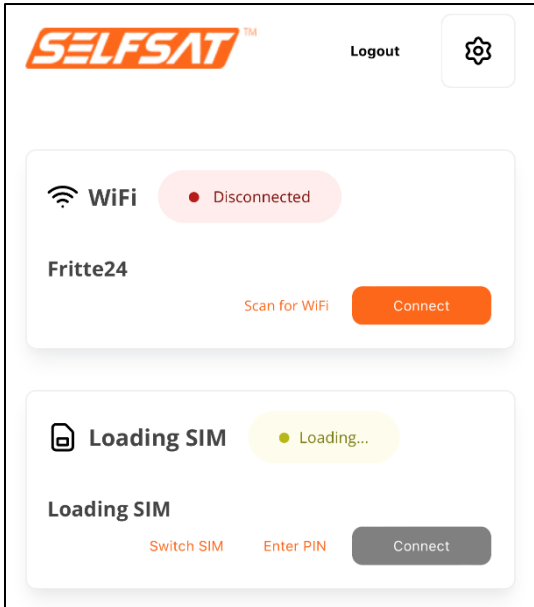 SELFSAT™
Logout
WiFi
Disconnected
Fritte24
Scan for WiFi
Connect
Loading SIM
Loading...
Loading SIM
Switch SIM
Enter PIN
Connect